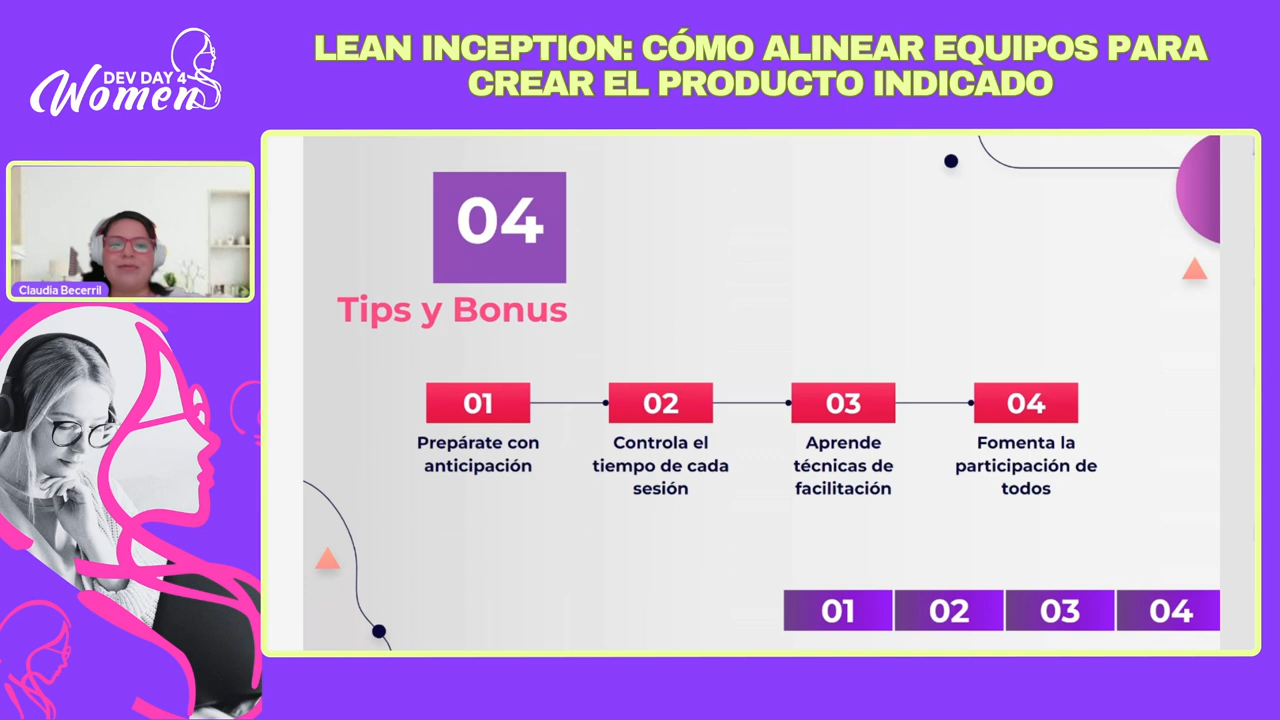 DEV DAY 4
Women
LEAN INCEPTION: CÓMO ALINEAR EQUIPOS PARA
CREAR EL PRODUCTO INDICADO
Claudia Becerril
04
Tips y Bonus
01
Prepárate con
anticipación
02
Controla el
tiempo de cada
sesión
03
Aprende
técnicas de
facilitación
04
Fomenta la
participación de
todos
01 02 03 04